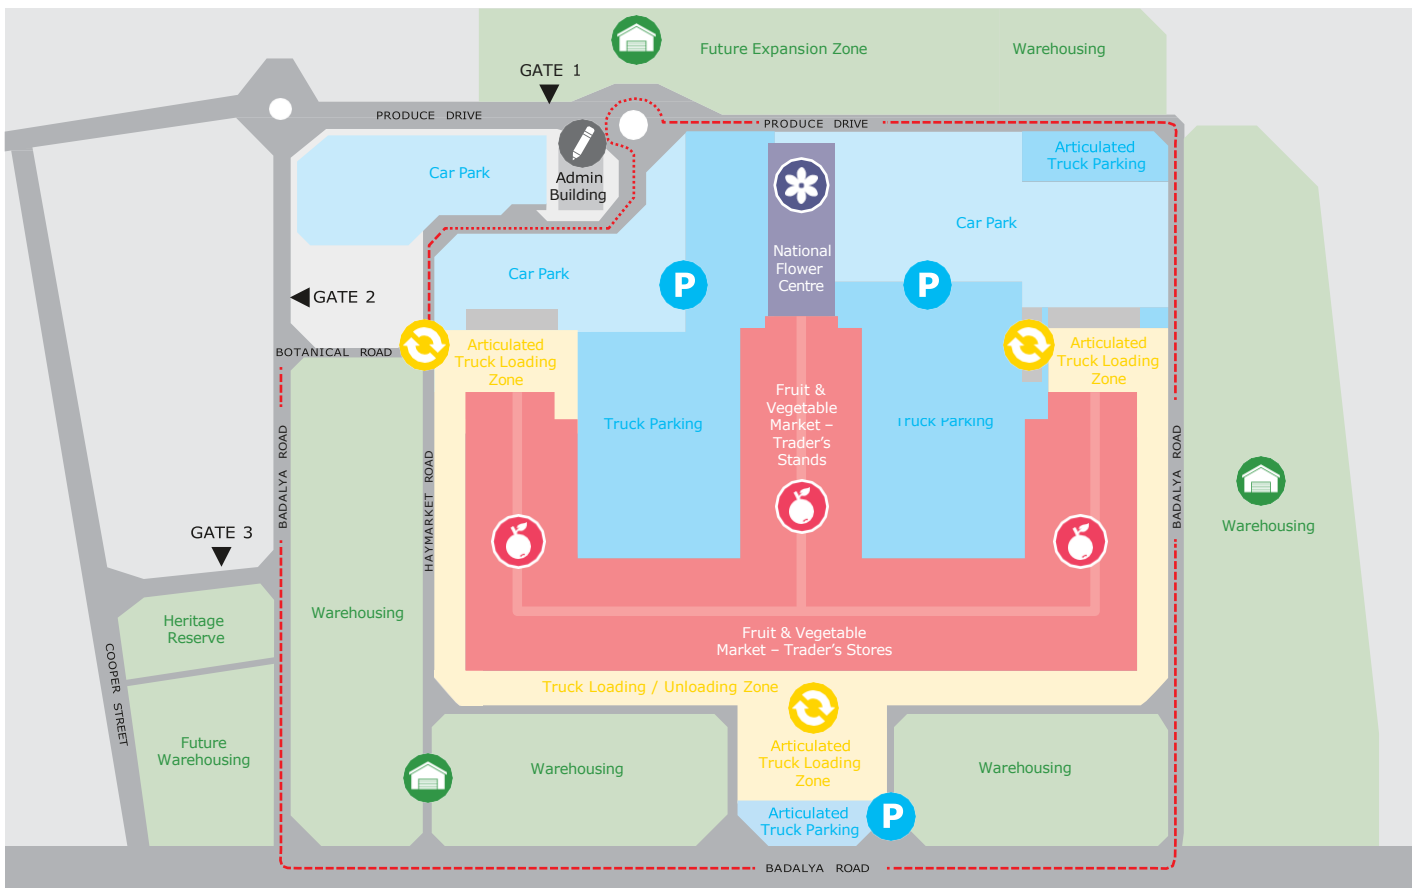 Future Expansion Zone
Warehousing
GATE 1
PRODUCE DRIVE
PRODUCE DRIVE
Articulated
Truck Parking
Car Park
Admin
Building
Car Park
National
Flower
Centre
Car Park
P
P
GATE 2
BOTANICAL ROAD
Articulated
Truck Loading
Zone
Articulated
Truck Loading
Zone
Fruit &
Vegetable
Market –
Trader's
Stands
Truck Parking
Truck Parking
BADALYA ROAD
HAYMARKET ROAD
BADALYA ROAD
GATE 3
Warehousing
Warehousing
Heritage
Reserve
Fruit & Vegetable
Market – Trader's Stores
COOPER STREET
Truck Loading / Unloading Zone
Future
Warehousing
Articulated
Truck Loading
Zone
Warehousing
Warehousing
Articulated
Truck Parking
P
BADALYA ROAD